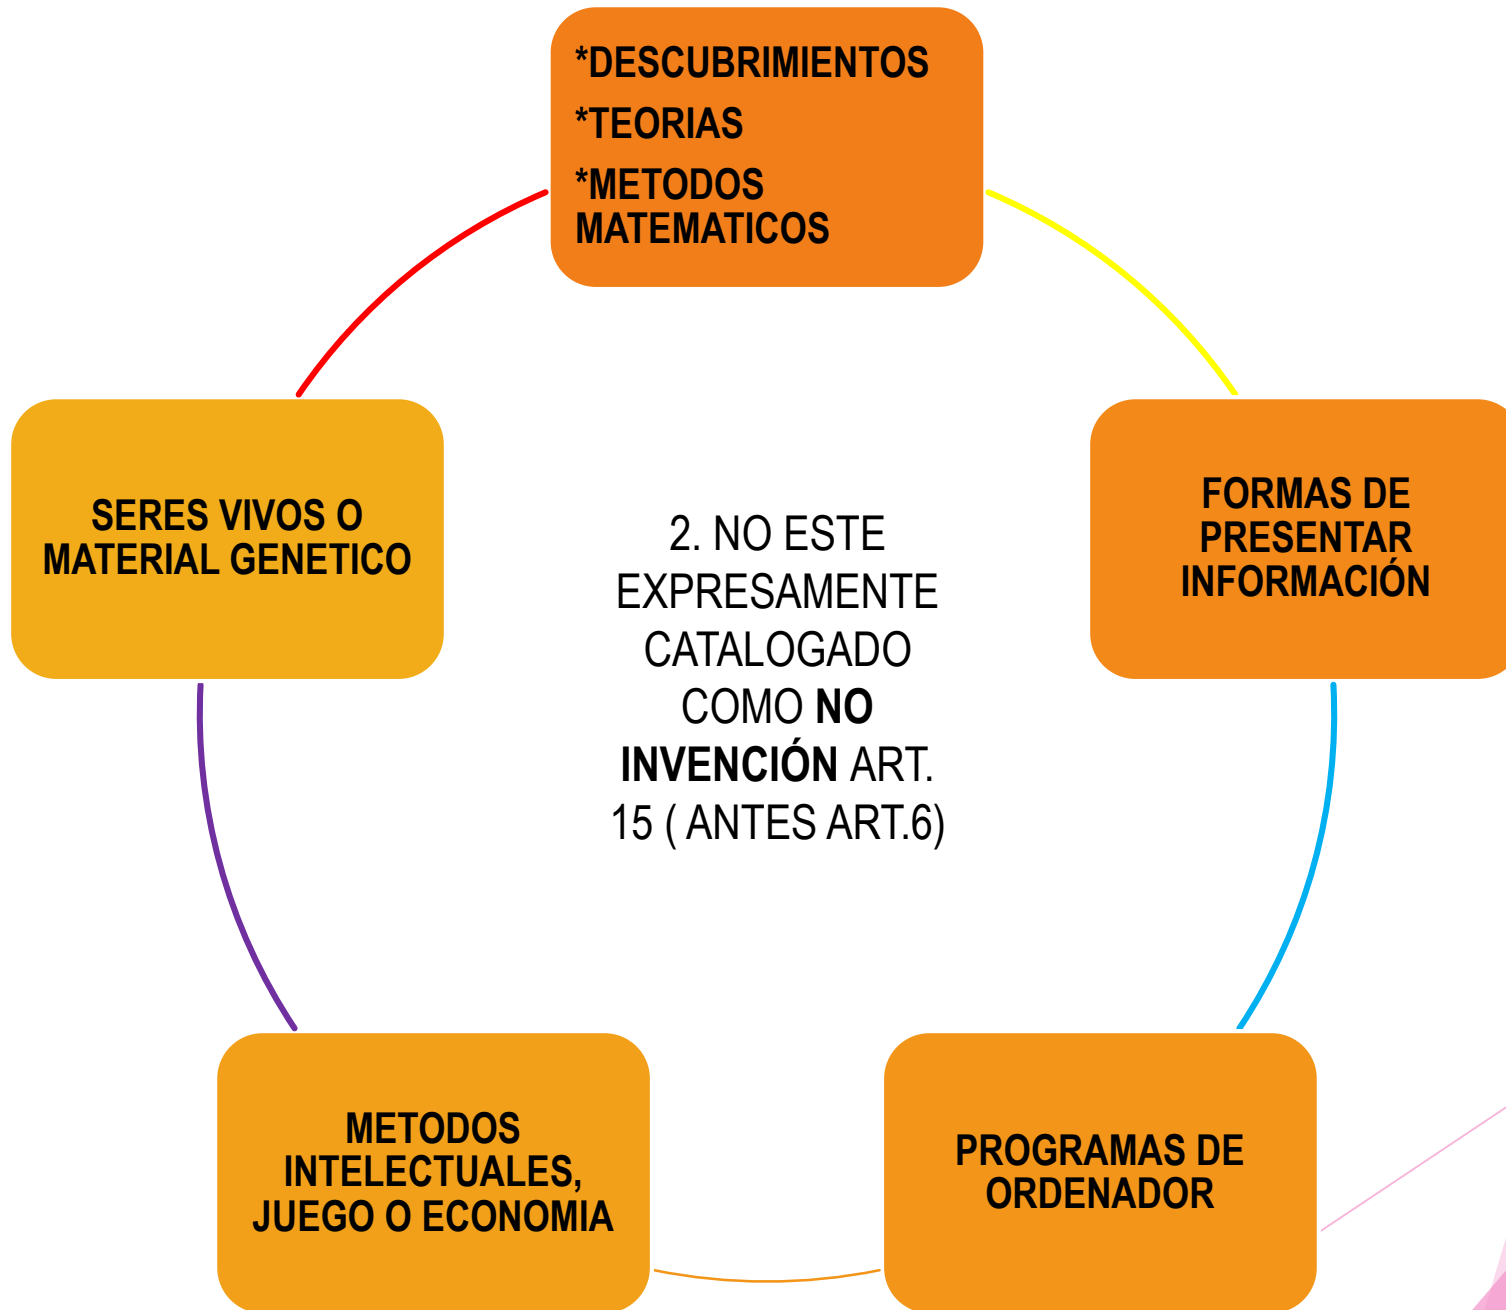 *DESCUBRIMIENTOS
*TEORIAS
*METODOS
MATEMATICOS
SERES VIVOS O
MATERIAL GENETICO
2. NO ESTE
EXPRESAMENTE
CATALOGADO
COMO NO
INVENCIÓN ART.
15 ( ANTES ART.6)
FORMAS DE
PRESENTAR
INFORMACIÓN
METODOS
INTELECTUALES,
JUEGO O ECONOMIA
PROGRAMAS DE
ORDENADOR